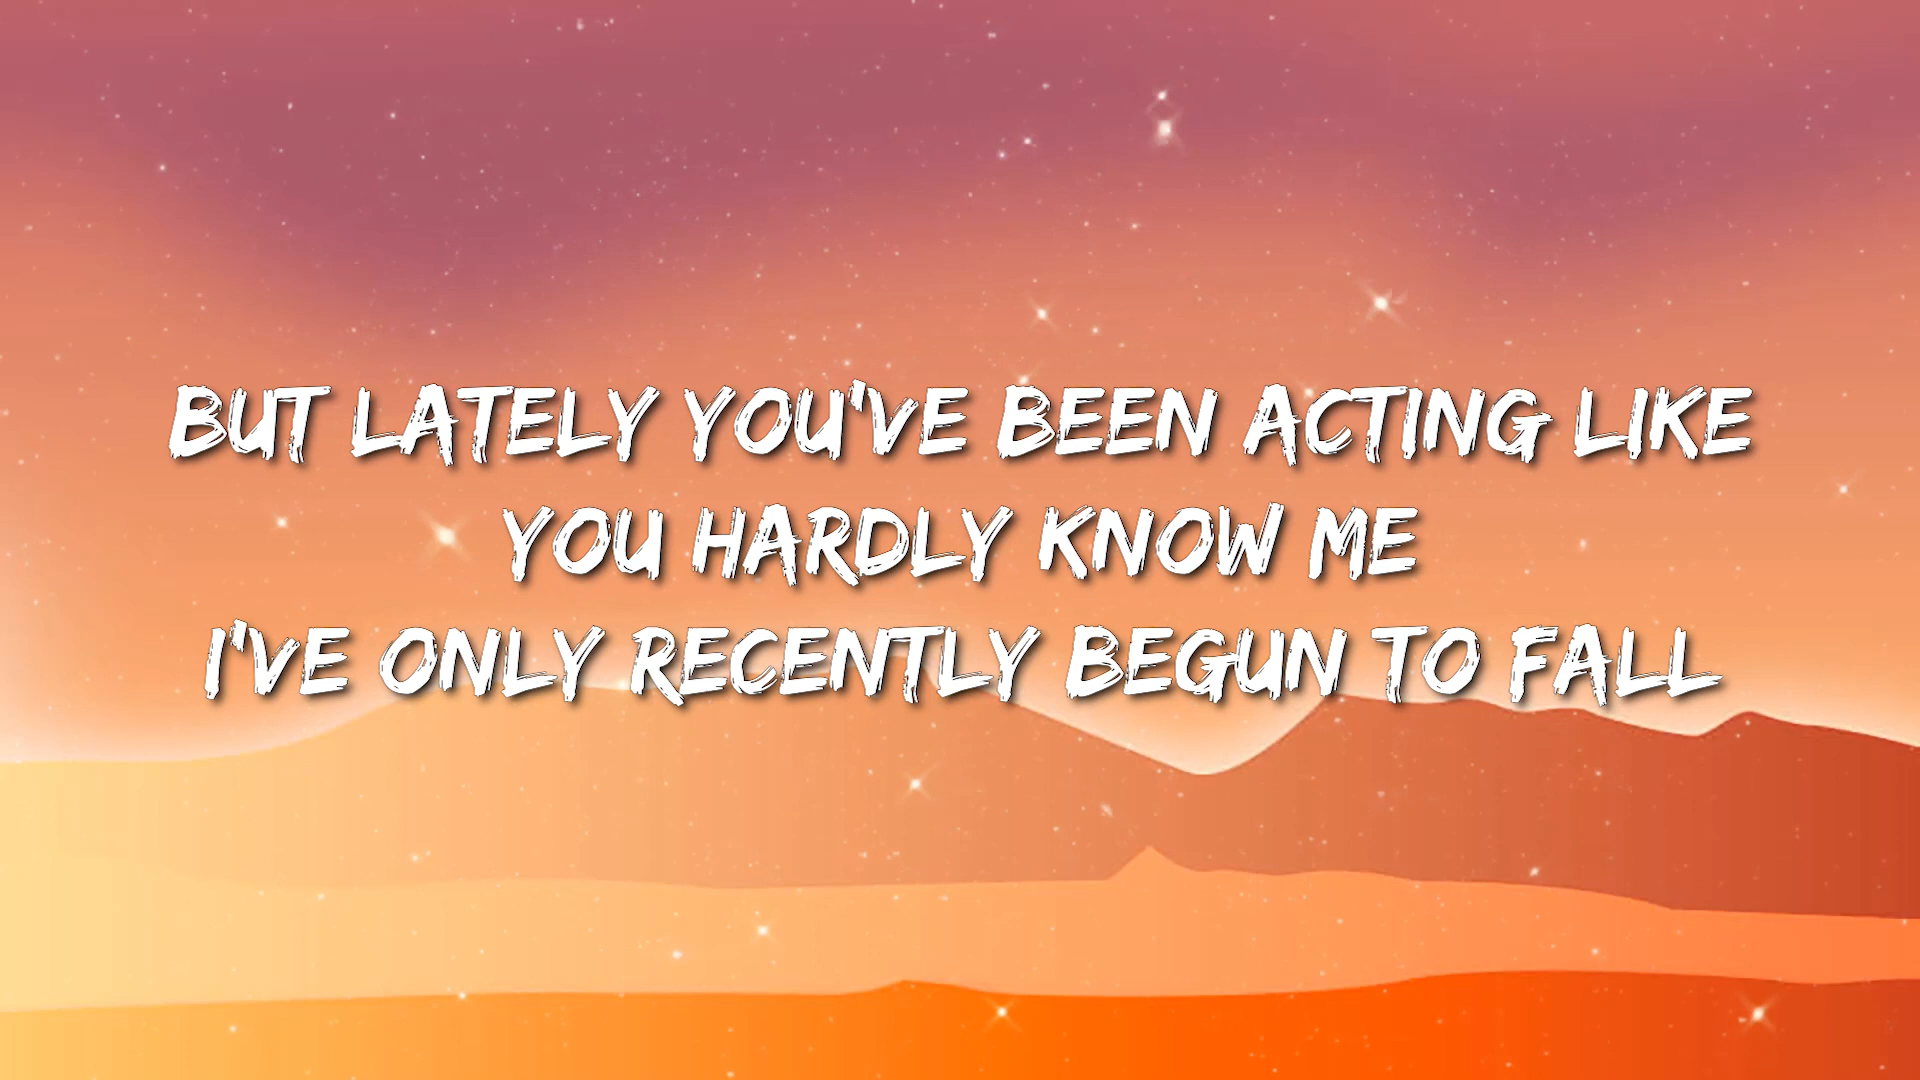 BUT LATELY YOU'VE BEEN ACTING LIKE
YOU HARDLY KNOW ME
I'VE ONLY RECENTLY BEGUN TO FALL